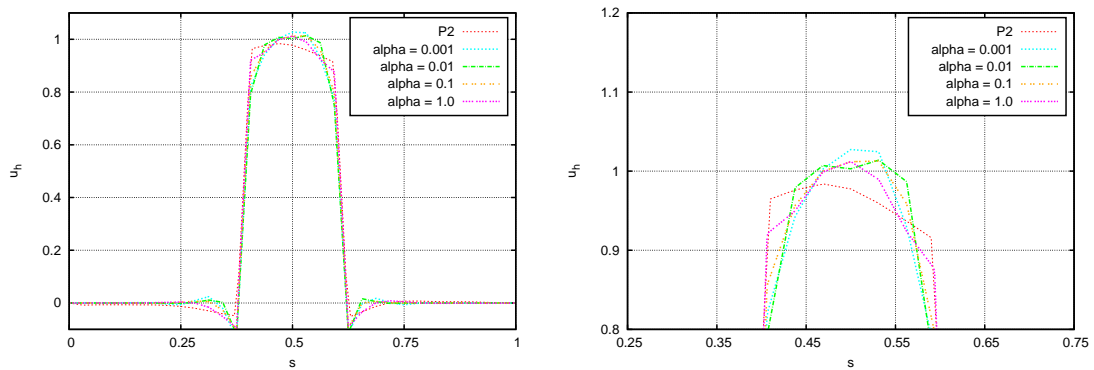 1
0.8
0.6
0.4
0.2
0
0
0.25
0.5
0.75
1
u_h
s
P2
alpha = 0.001
alpha = 0.01
alpha = 0.1
alpha = 1.0
1.2
1.1
1
0.9
0.8
0.25
0.35
0.45
0.55
0.65
0.75
u_h
s
P2
alpha = 0.001
alpha = 0.01
alpha = 0.1
alpha = 1.0